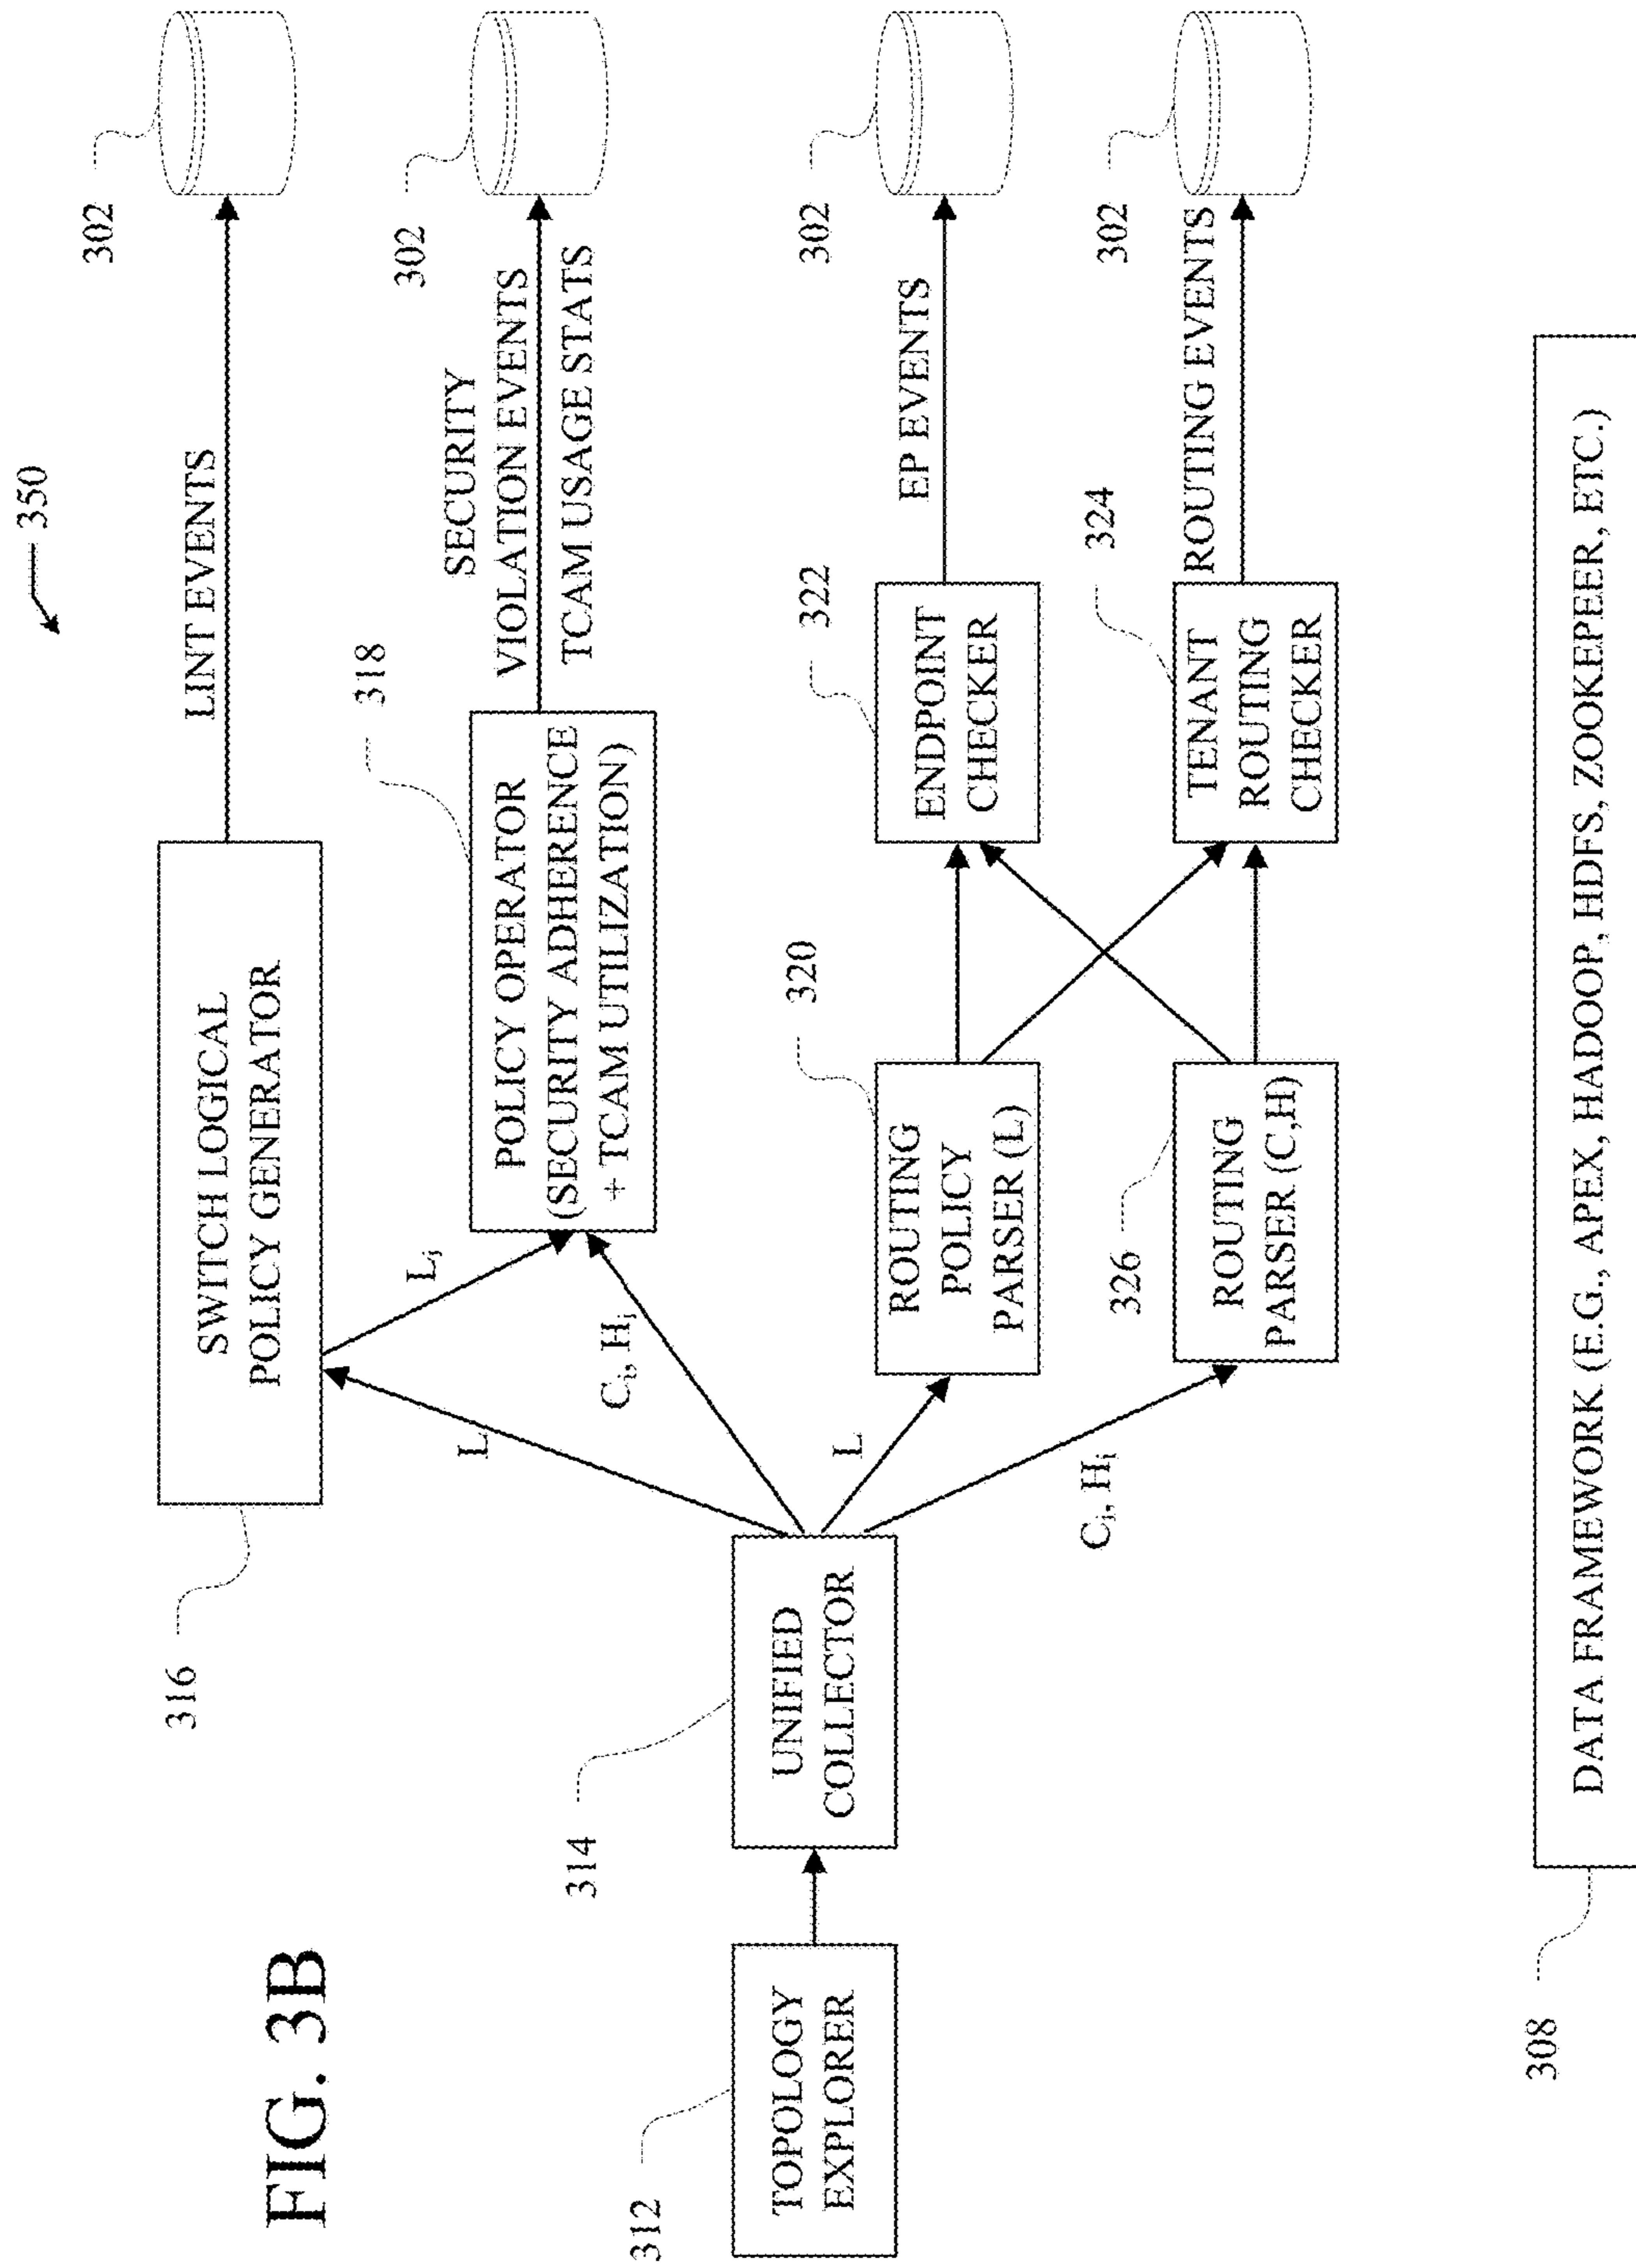 FIG. 3B
350
312
TOPOLOGY
EXPLORER
314
UNIFIED
COLLECTOR
L
Cᵢ, Hᵢ
L
Cᵢ, Hᵢ
316
SWITCH LOGICAL
POLICY GENERATOR
Lᵢ
LINT EVENTS
302
318
POLICY OPERATOR
(SECURITY ADHERENCE
+ TCAM UTILIZATION)
SECURITY
VIOLATION EVENTS
TCAM USAGE STATS
302
320
ROUTING
POLICY
PARSER (L)
322
ENDPOINT
CHECKER
EP EVENTS
302
326
ROUTING
PARSER (C,H)
324
TENANT
ROUTING
CHECKER
ROUTING EVENTS
302
308
DATA FRAMEWORK (E.G., APEX, HADOOP, HDFS, ZOOKEPEER, ETC.)